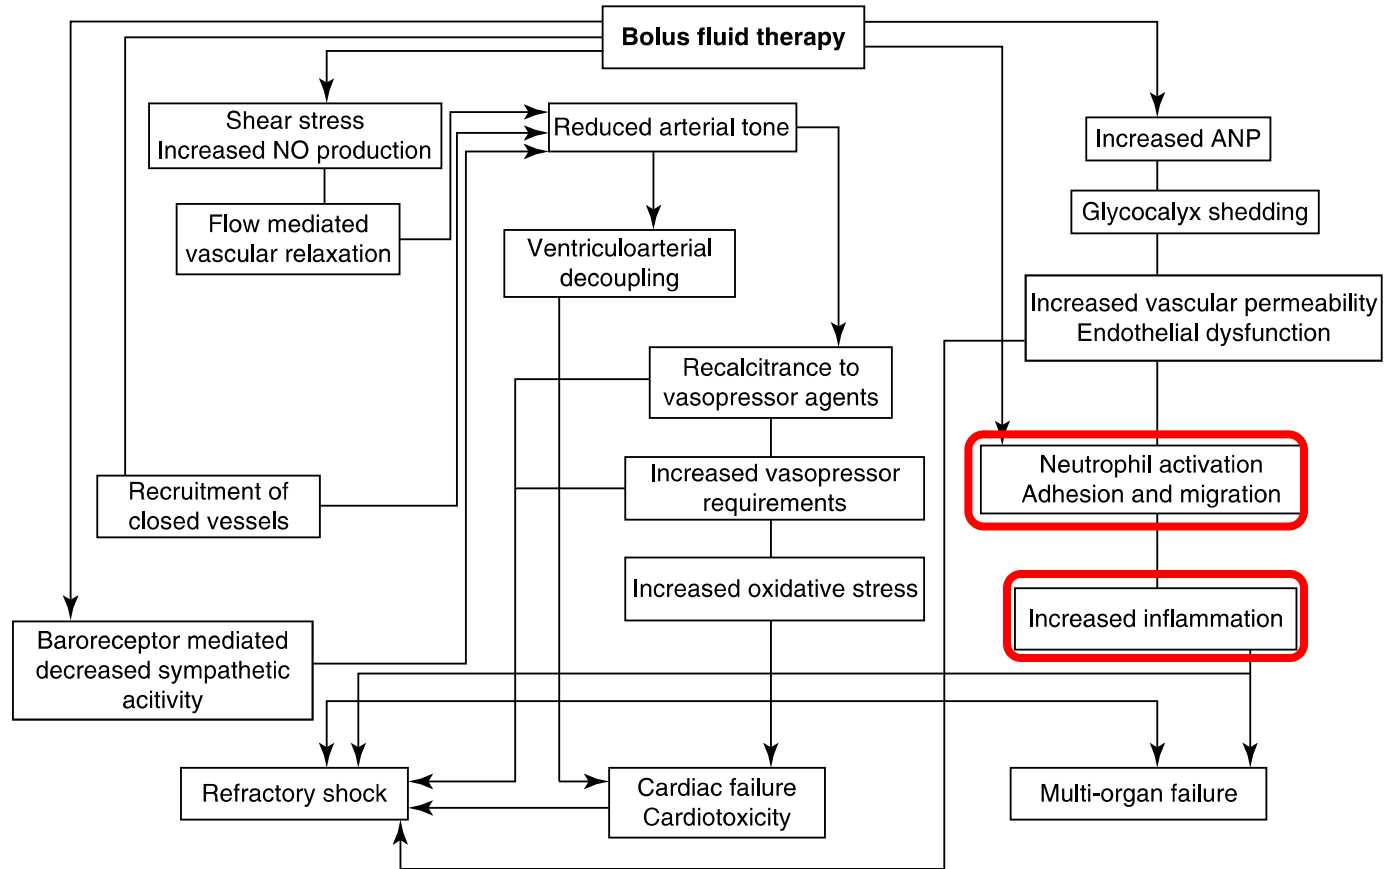 Bolus fluid therapy
Shear stress
Increased NO production
Reduced arterial tone
Increased ANP
Flow mediated
vascular relaxation
Glycocalyx shedding
Ventriculoarterial
decoupling
Increased vascular permeability
Endothelial dysfunction
Recalcitrance to
vasopressor agents
Neutrophil activation
Adhesion and migration
Increased vasopressor
requirements
Recruitment of
closed vessels
Increased oxidative stress
Increased inflammation
Baroreceptor mediated
decreased sympathetic
acitivity
Refractory shock
Cardiac failure
Cardiotoxicity
Multi-organ failure